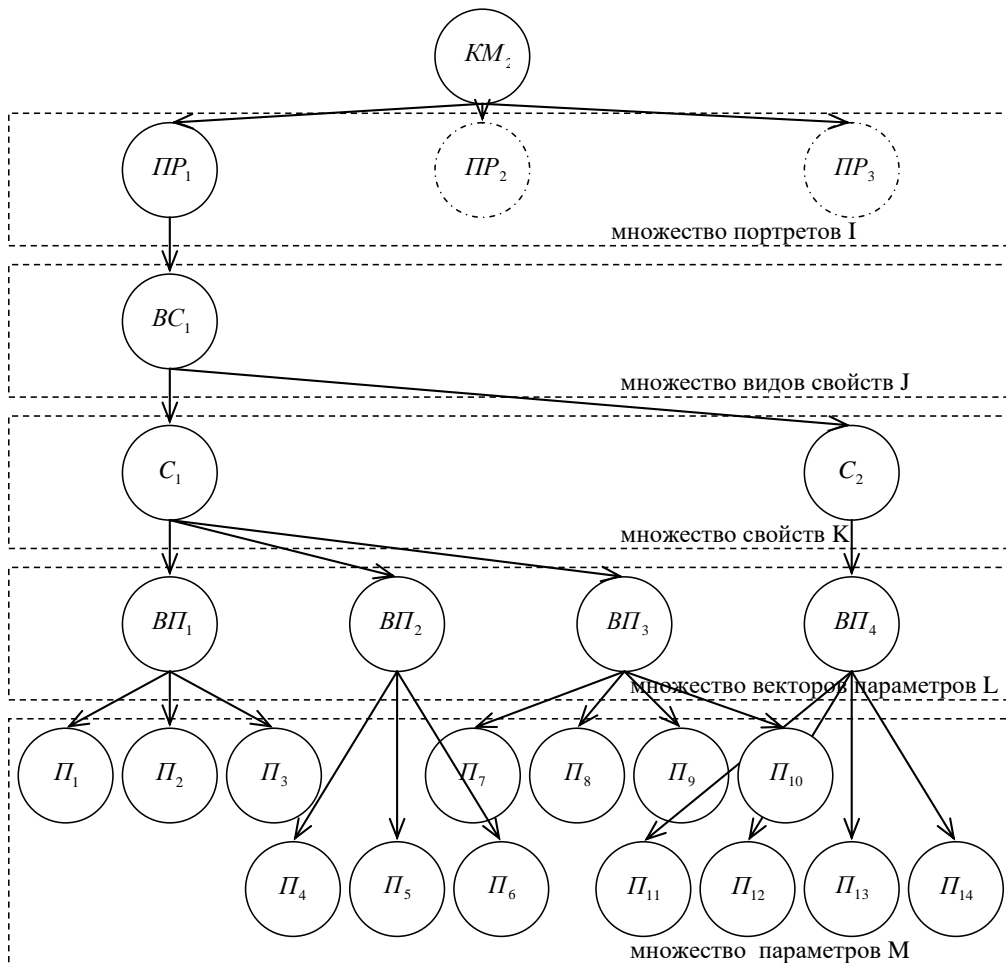 КМ₂
ПР₁ ПР₂ ПР₃
множество портретов I
ВС₁
множество видов свойств J
С₁ С₂
множество свойств K
ВП₁ ВП₂ ВП₃ ВП₄
множество векторов параметров L
П₁ П₂ П₃ П₇ П₈ П₉ П₁₀
П₄ П₅ П₆ П₁₁ П₁₂ П₁₃ П₁₄
множество параметров M